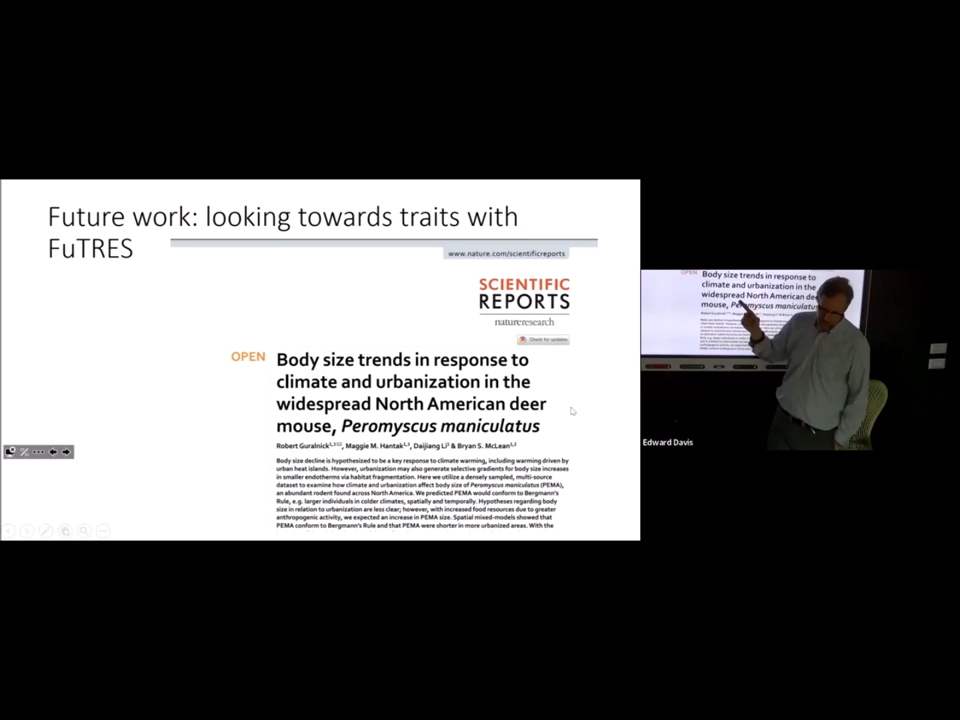 Future work: looking towards traits with
FuTRES
www.nature.com/scientificreports
SCIENTIFIC
REPORTS
natureresearch
Check for updates
OPEN
Body size trends in response to
climate and urbanization in the
widespread North American deer
mouse, Peromyscus maniculatus
Robert Guralnick, Maggie M. Hantak, Daijiang Li & Bryan S. McLean
Body size decline is hypothesized to be a key response to climate warming, including warming driven by
urban heat islands. However, urbanization may also generate selective gradients for body size increases
in smaller endotherms via habitat fragmentation. Here we utilize a densely sampled, multi-source
dataset to examine how climate and urbanization affect body size of Peromyscus maniculatus (PEMA),
an abundant rodent found across North America. We predicted PEMA would conform to Bergmann's
Rule, e.g. larger individuals in colder climates, spatially and temporally. Hypotheses regarding body
size in relation to urbanization are less clear; however, with increased food resources due to greater
anthropogenic activity, we expected an increase in PEMA size. Spatial mixed-models showed that
PEMA conform to Bergmann's Rule and that PEMA were shorter in more urbanized areas. With the
OPEN
Body size trends in response to
climate and urbanization in the
widespread North American dee
mouse, Peromyscus maniculatus
Edward Davis